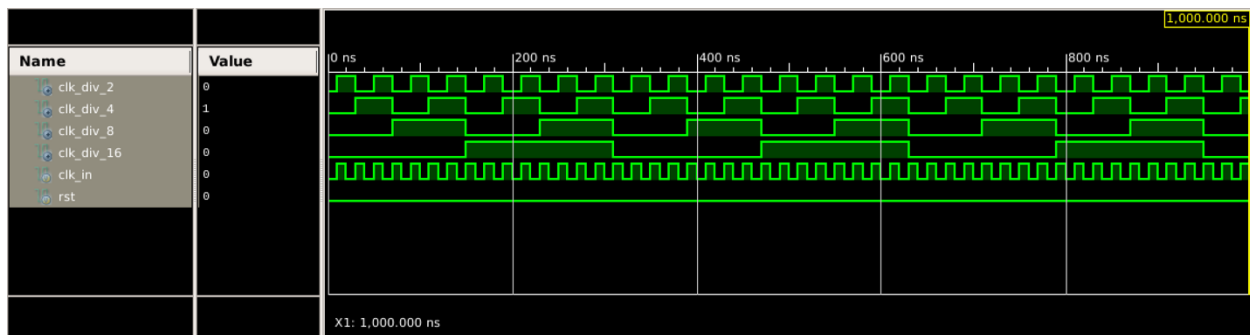 1,000.000 ns
Name Value
0 ns 200 ns 400 ns 600 ns 800 ns
clk_div_2 0
clk_div_4 1
clk_div_8 0
clk_div_16 0
clk_in 0
rst 0
X1: 1,000.000 ns